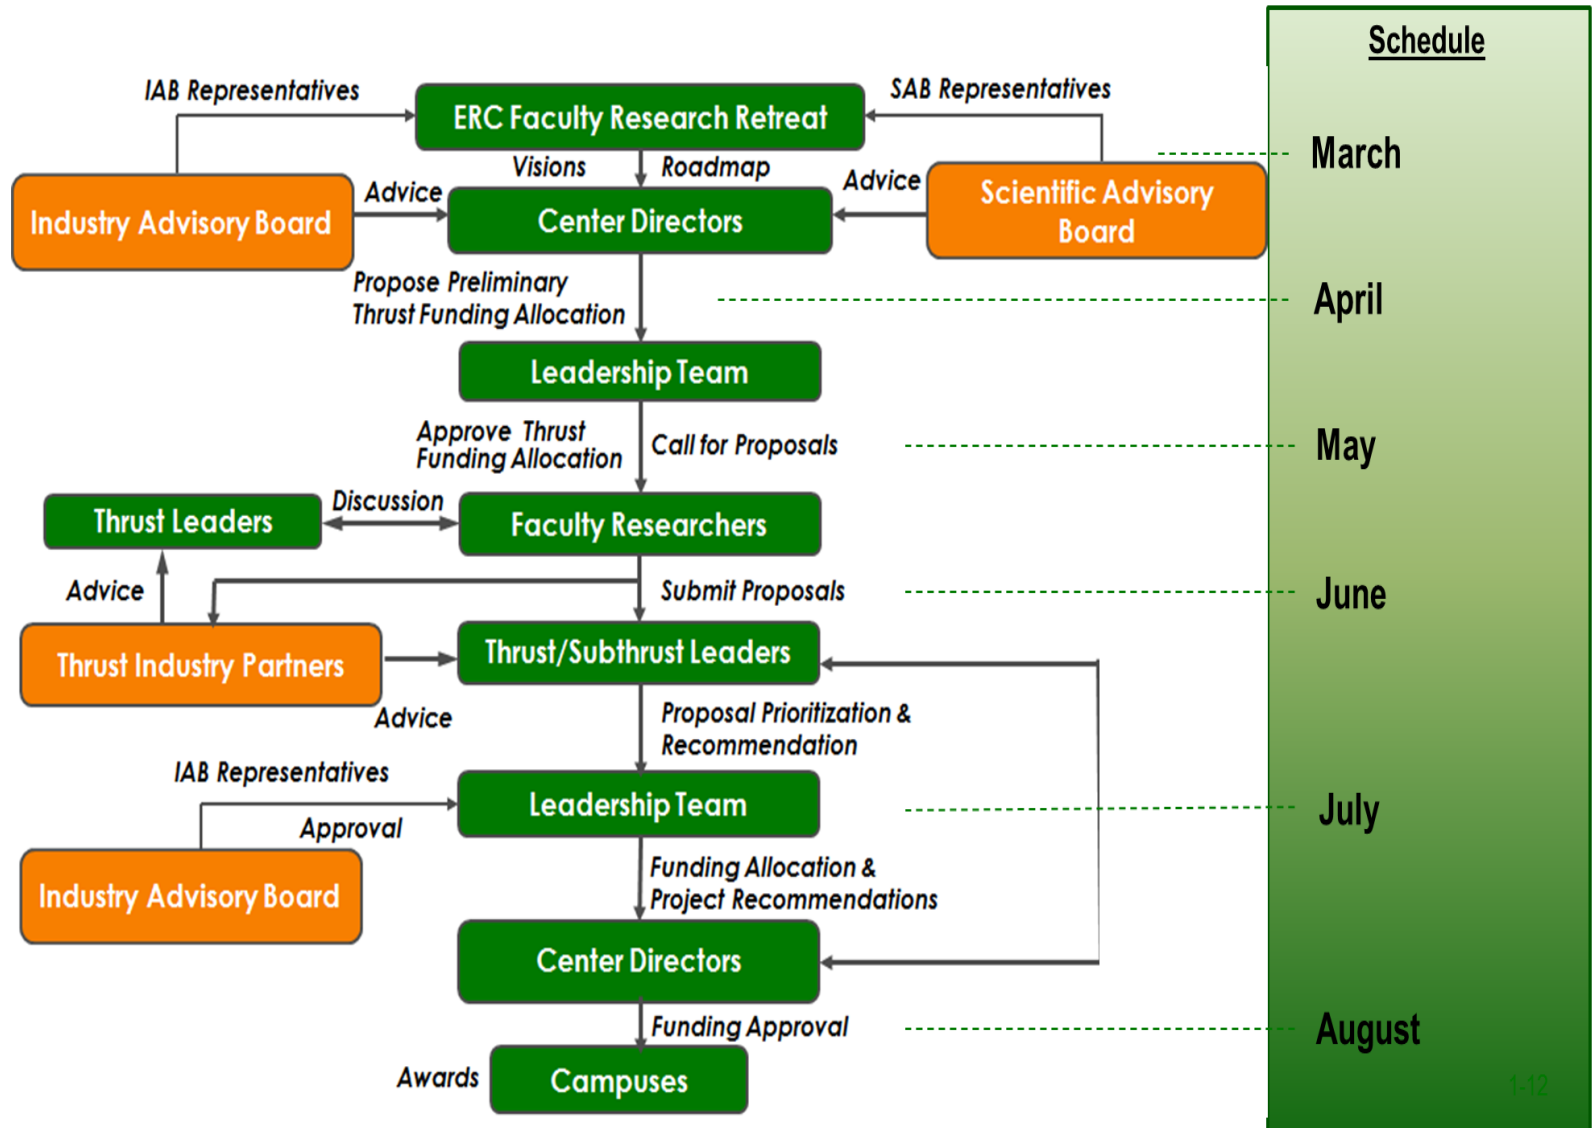 Schedule
IAB Representatives
SAB Representatives
ERC Faculty Research Retreat
March
Visions
Roadmap
Industry Advisory Board
Advice
Center Directors
Advice
Scientific Advisory
Board
Propose Preliminary
Thrust Funding Allocation
April
Leadership Team
Approve Thrust
Funding Allocation
Call for Proposals
May
Thrust Leaders
Discussion
Faculty Researchers
Advice
Submit Proposals
June
Thrust Industry Partners
Thrust/Subthrust Leaders
Advice
Proposal Prioritization &
Recommendation
IAB Representatives
Leadership Team
July
Approval
Industry Advisory Board
Funding Allocation &
Project Recommendations
Center Directors
Funding Approval
August
Awards
Campuses
1-12